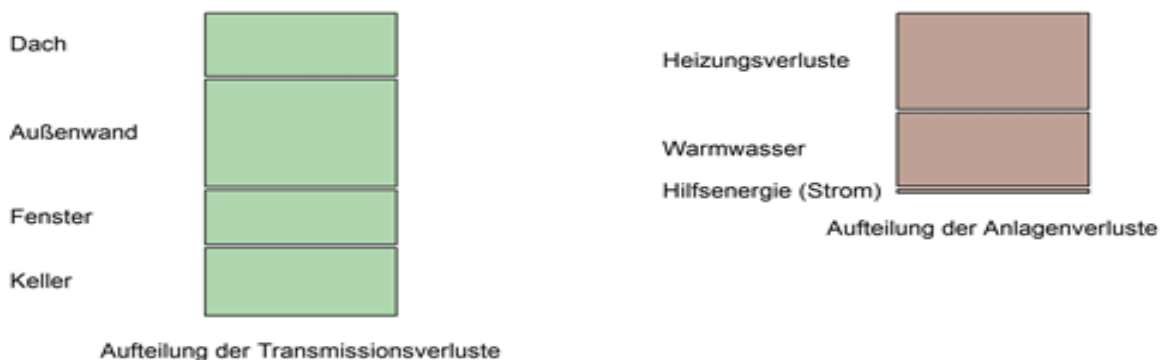 Dach
Außenwand
Fenster
Keller
Aufteilung der Transmissionsverluste
Heizungsverluste
Warmwasser
Hilfsenergie (Strom)
Aufteilung der Anlagenverluste